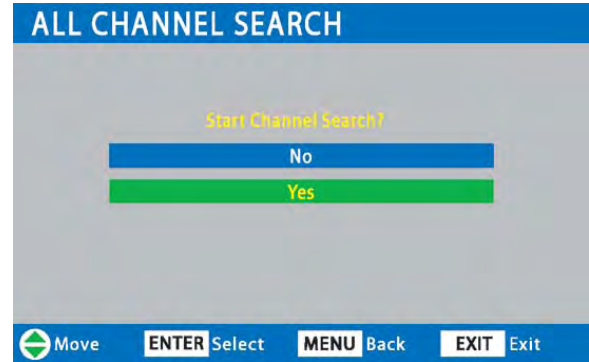 ALL CHANNEL SEARCH
Start Channel Search?
No
Yes
Move ENTER Select MENU Back EXIT Exit